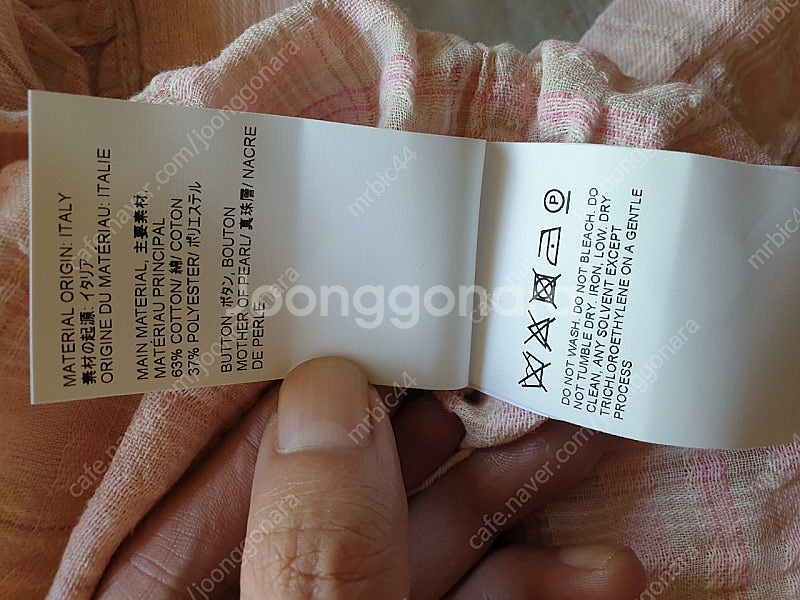 MATERIAL ORIGIN: ITALY
素材の起源: イタリア
ORIGINE DU MATÉRIAU: ITALIE
MAIN MATERIAL, 主要素材,
MATÉRIAU PRINCIPAL
63% COTTON/ 綿/ COTON
37% POLYESTER/ ポリエステル
BUTTON, ボタン, BOUTON
MOTHER OF PEARL/ 真珠層/ NACRE
DE PERLE
P
DO NOT WASH. DO NOT BLEACH. DO
NOT TUMBLE DRY. IRON, LOW. DRY
CLEAN, ANY SOLVENT EXCEPT
TRICHLOROETHYLENE ON A GENTLE
PROCESS
joonggonara
mrbic44
cafe.naver.com/joonggonara